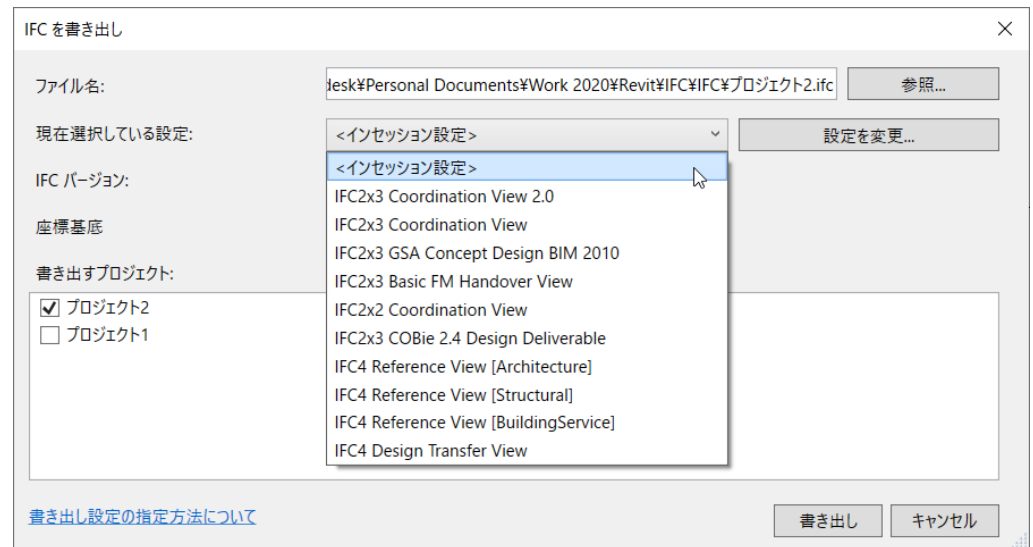 IFC を書き出し
ファイル名:
desk¥Personal Documents¥Work 2020¥Revit¥IFC¥IFC¥プロジェクト2.ifc
参照...
現在選択している設定:
<インセッション設定>
設定を変更...
<インセッション設定>
IFC バージョン:
IFC2x3 Coordination View 2.0
IFC2x3 Coordination View
座標基底
IFC2x3 GSA Concept Design BIM 2010
書き出すプロジェクト:
IFC2x3 Basic FM Handover View
プロジェクト2
IFC2x2 Coordination View
プロジェクト1
IFC2x3 COBie 2.4 Design Deliverable
IFC4 Reference View [Architecture]
IFC4 Reference View [Structural]
IFC4 Reference View [BuildingService]
IFC4 Design Transfer View
書き出し設定の指定方法について
書き出し
キャンセル